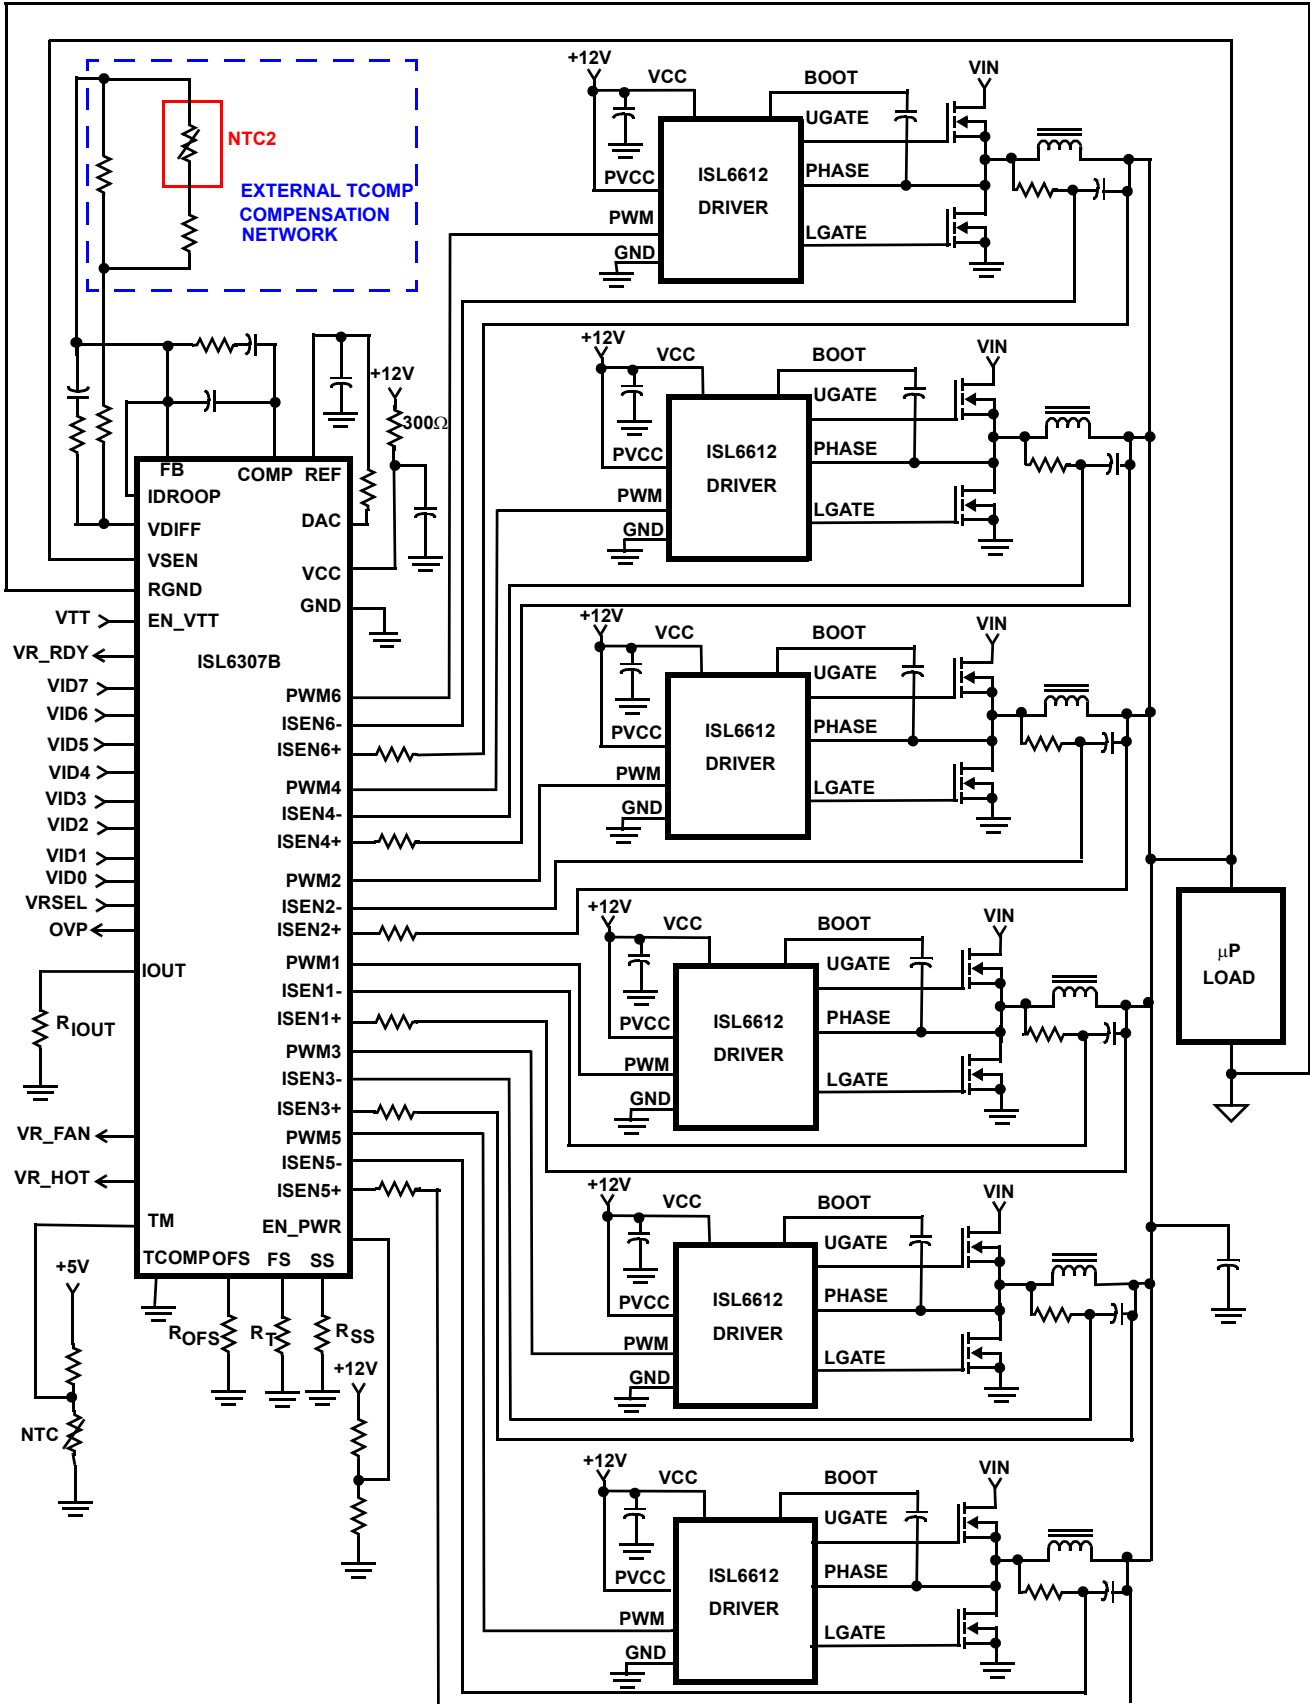 +12V
VCC
BOOT
VIN
UGATE
PHASE
LGATE
PVCC
PWM
GND
ISL6612
DRIVER
NTC2
EXTERNAL TCOMP
COMPENSATION
NETWORK
+12V
VCC
BOOT
VIN
UGATE
PHASE
LGATE
PVCC
PWM
GND
ISL6612
DRIVER
+12V
300Ω
FB
COMP
REF
IDROOP
VDIFF
DAC
VSEN
VCC
RGND
GND
VTT
EN_VTT
VR_RDY
ISL6307B
VID7
VID6
VID5
VID4
VID3
VID2
VID1
VID0
VRSEL
OVP
IOUT
RIOUT
VR_FAN
VR_HOT
TM
PWM6
ISEN6-
ISEN6+
PWM4
ISEN4-
ISEN4+
PWM2
ISEN2-
ISEN2+
PWM1
ISEN1-
ISEN1+
PWM3
ISEN3-
ISEN3+
PWM5
ISEN5-
ISEN5+
EN_PWR
TCOMP
OFS
FS
SS
+5V
NTC
ROFS
RT
RSS
+12V
+12V
VCC
BOOT
VIN
UGATE
PHASE
LGATE
PVCC
PWM
GND
ISL6612
DRIVER
+12V
VCC
BOOT
VIN
UGATE
PHASE
LGATE
PVCC
PWM
GND
ISL6612
DRIVER
µP
LOAD
+12V
VCC
BOOT
VIN
UGATE
PHASE
LGATE
PVCC
PWM
GND
ISL6612
DRIVER
+12V
VCC
BOOT
VIN
UGATE
PHASE
LGATE
PVCC
PWM
GND
ISL6612
DRIVER